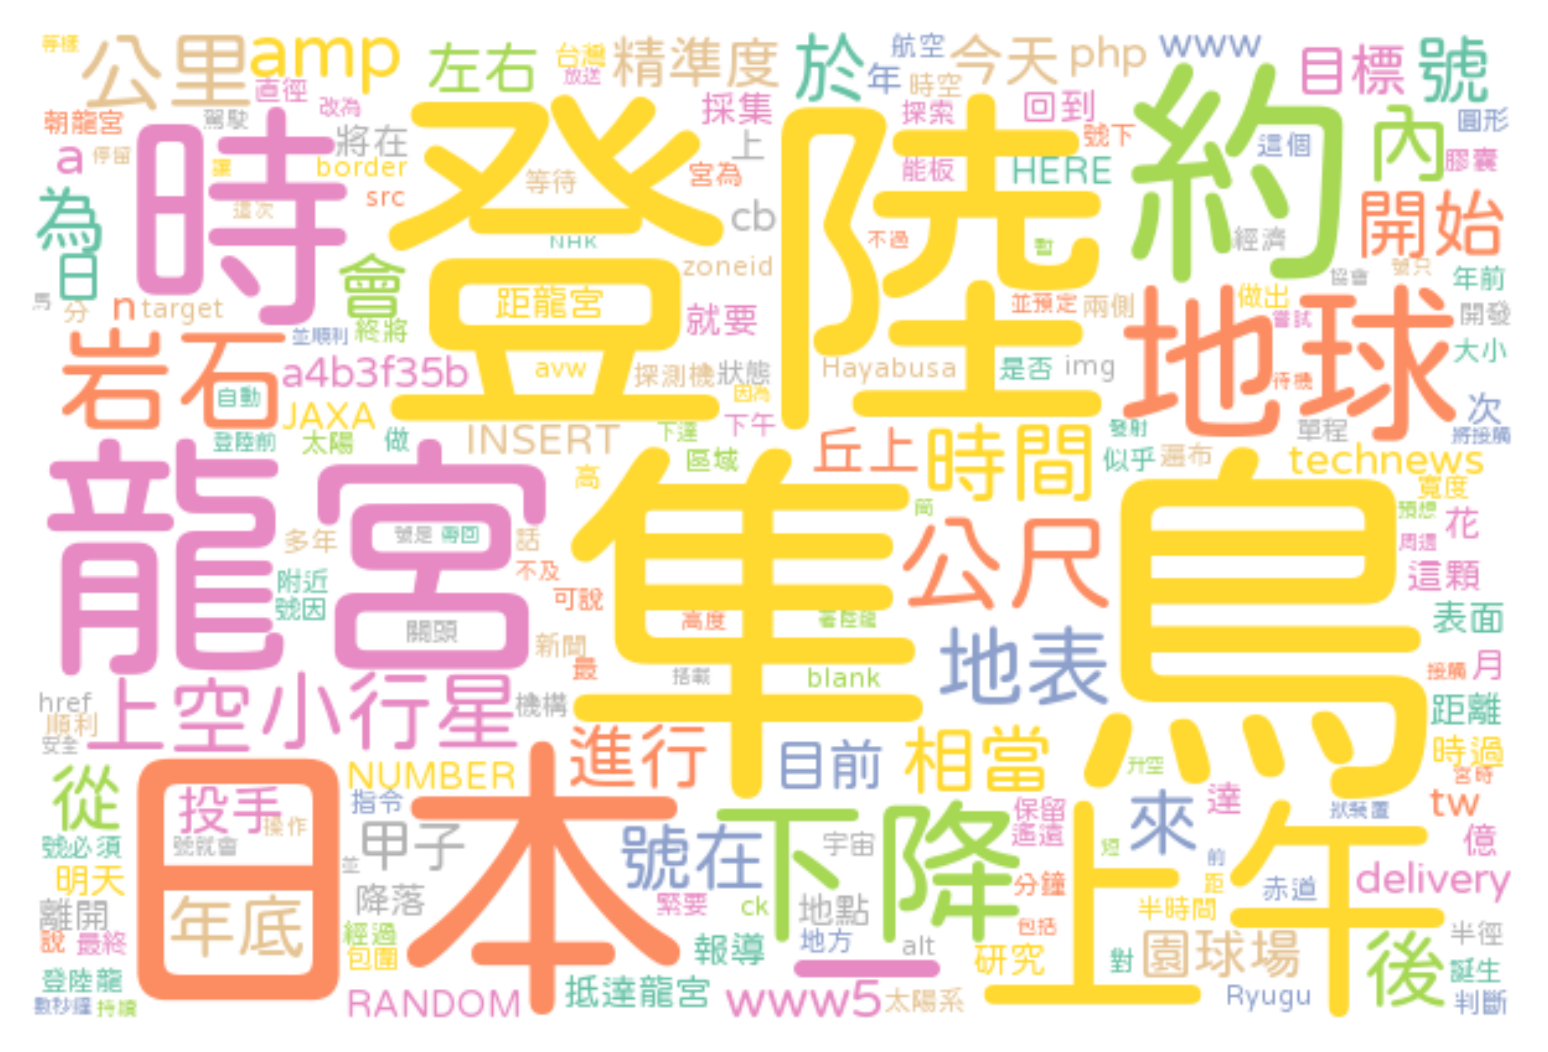 等樣
公里
amp
左右
台灣
放送
精準度
於
航空
年
時空
今天
php
www
目標
號
直徑
改為
朝龍宮
駕駛
將在
採集
上
探索
回到
號下
這個
內
圓形
膠囊
a
停留
時
還
border
src
登陸
等待
宮為
能板
HERE
約
為
這次
cb
不過
暫
經濟
開始
NHK
zoneid
日
會
距龍宮
協會
號只
年前
馬
分
n
target
並順利
終將
就要
並預定
兩側
地球
做出
嘗試
開發
岩石
a4b3f35b
avw
探測機
狀態
Hayabusa
是否
img
待機
大小
自動
JAXA
因為
下午
次
登陸前
太陽
做
INSERT
下達
丘上
時間
發射
單程
將接觸
龍宮
高
區域
似乎
遍布
technews
寬度
隼鳥
筒
預想
花
多年
號是
帶回
話
公尺
周遭
附近
號因
不及
可說
這顆
關頭
高度
著陸龍
表面
新聞
最
地表
搭載
blank
接觸
月
href
順利
安全
上空
小行星
機構
距離
進行
目前
相當
升空
時過
宮時
從
日本
NUMBER
投手
操作
指令
保留
遙遠
來
達
狀裝置
tw
號必須
號就會
並
甲子
號在
下降
宇宙
短
前
上午
億
明天
降落
分鐘
距
赤道
delivery
離開
年底
緊要
ck
地點
包括
半時間
說
最終
經過
包圍
報導
地方
alt
研究
對
園球場
後
半徑
登陸龍
抵達龍宮
一
誕生
數秒鐘
持續
RANDOM
www5
太陽系
Ryugu
判斷